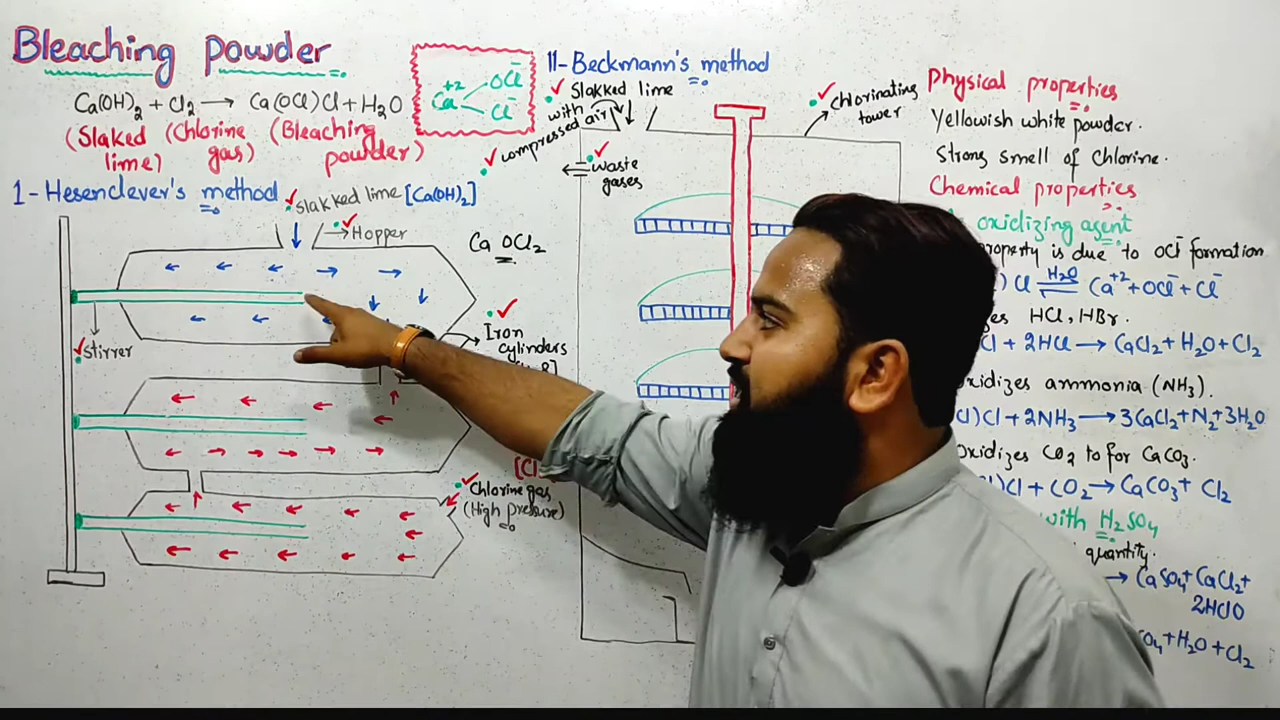 Bleaching powder
Ca(OH)₂ + Cl₂ → Ca(OCl)Cl + H₂O
(Slaked (Chlorine (Bleaching
lime) gas) powder)
+2
Ca
OCl⁻
Cl⁻
I- Hesenclever's method
slakked lime [Ca(OH)₂]
Hopper
Ca OCl₂
stirrer
Iron
cylinders
[Cl
Chlorine gas
(High pressure)
II- Beckmann's method
Slakked lime
with
compressed air
waste
gases
chlorinating
tower
Physical properties
Yellowish white powder.
Strong smell of chlorine.
Chemical properties
oxidizing agent
property is due to OCl⁻ formation
) Cl H₂O ⇌ Ca⁺² + OCl⁻ + Cl⁻
HCl, HBr.
Cl + 2HCl → CaCl₂ + H₂O + Cl₂
oxidizes ammonia (NH₃).
Cl)Cl + 2NH₃ → 3CaCl₂ + N₂ + 3H₂O
oxidizes CO₂ to for CaCO₃.
)Cl + CO₂ → CaCO₃ + Cl₂
with H₂SO₄
quantity.
→ CaSO₄ + CaCl₂ +
2HClO
+ H₂O + Cl₂